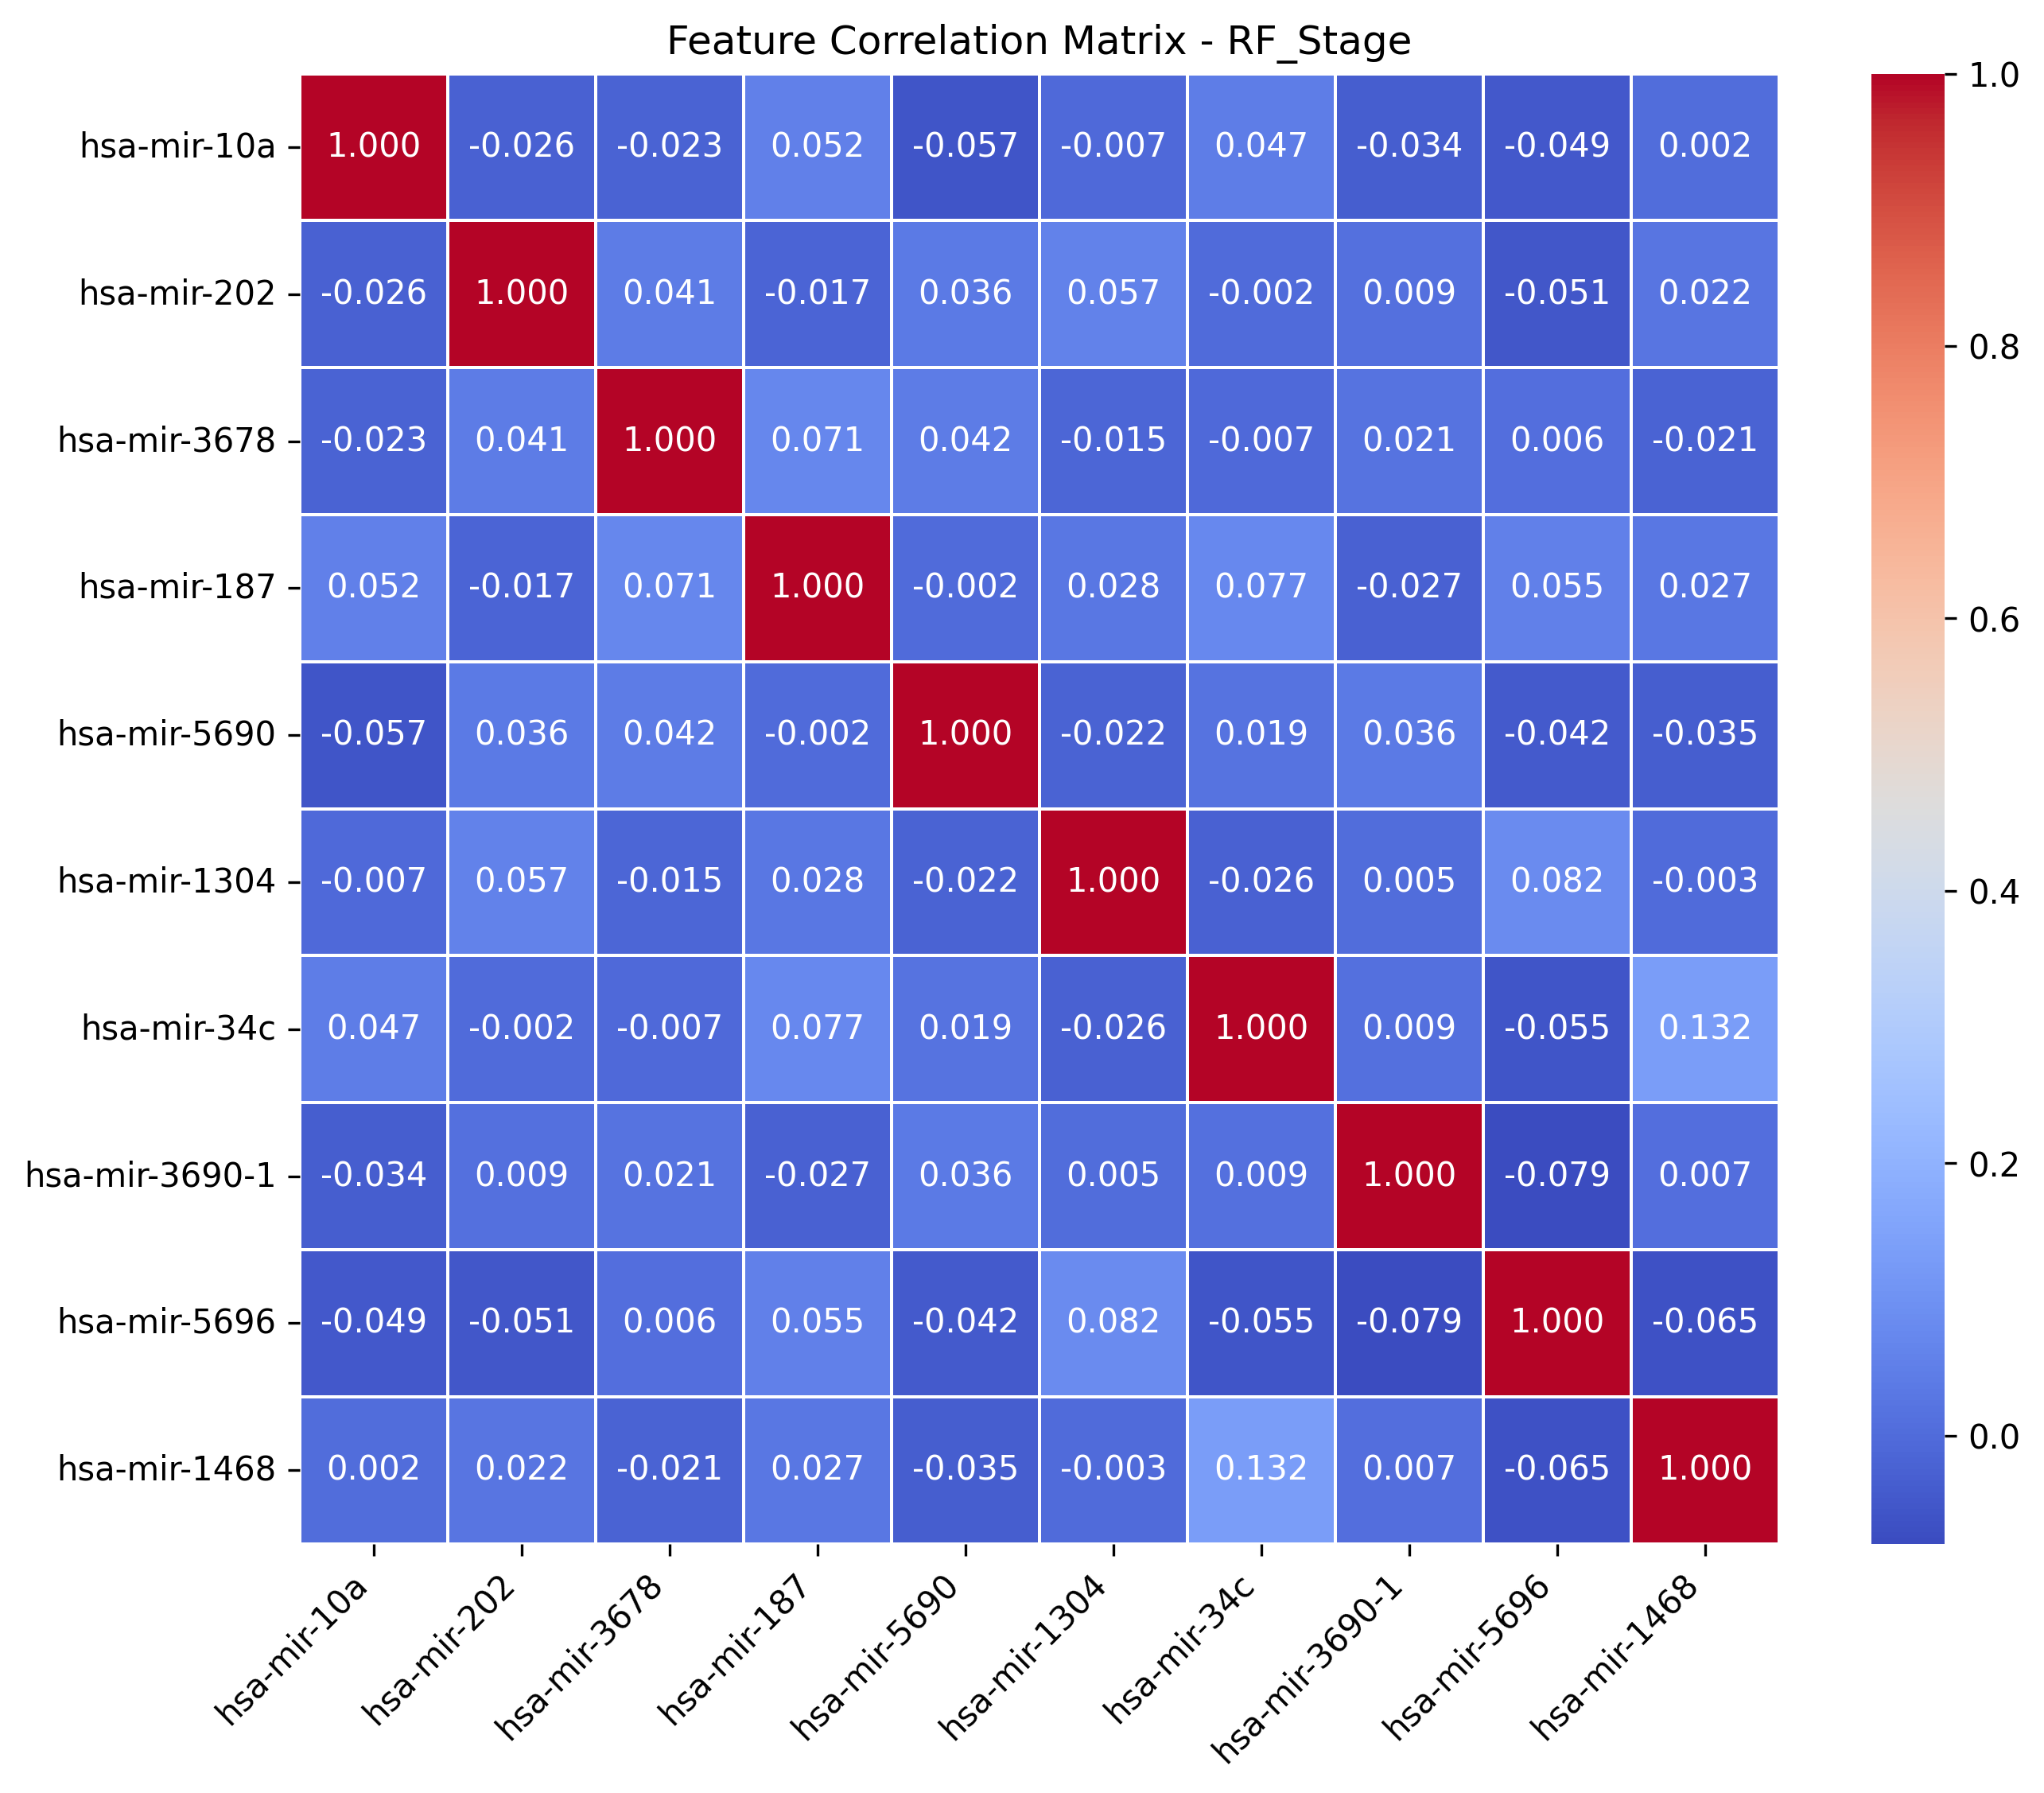 Feature Correlation Matrix - RF_Stage
hsa-mir-10a 1.000 -0.026 -0.023 0.052 -0.057 -0.007 0.047 -0.034 -0.049 0.002
hsa-mir-202 -0.026 1.000 0.041 -0.017 0.036 0.057 -0.002 0.009 -0.051 0.022
hsa-mir-3678 -0.023 0.041 1.000 0.071 0.042 -0.015 -0.007 0.021 0.006 -0.021
hsa-mir-187 0.052 -0.017 0.071 1.000 -0.002 0.028 0.077 -0.027 0.055 0.027
hsa-mir-5690 -0.057 0.036 0.042 -0.002 1.000 -0.022 0.019 0.036 -0.042 -0.035
hsa-mir-1304 -0.007 0.057 -0.015 0.028 -0.022 1.000 -0.026 0.005 0.082 -0.003
hsa-mir-34c 0.047 -0.002 -0.007 0.077 0.019 -0.026 1.000 0.009 -0.055 0.132
hsa-mir-3690-1 -0.034 0.009 0.021 -0.027 0.036 0.005 0.009 1.000 -0.079 0.007
hsa-mir-5696 -0.049 -0.051 0.006 0.055 -0.042 0.082 -0.055 -0.079 1.000 -0.065
hsa-mir-1468 0.002 0.022 -0.021 0.027 -0.035 -0.003 0.132 0.007 -0.065 1.000
hsa-mir-10a
hsa-mir-202
hsa-mir-3678
hsa-mir-187
hsa-mir-5690
hsa-mir-1304
hsa-mir-34c
hsa-mir-3690-1
hsa-mir-5696
hsa-mir-1468
1.0
0.8
0.6
0.4
0.2
0.0